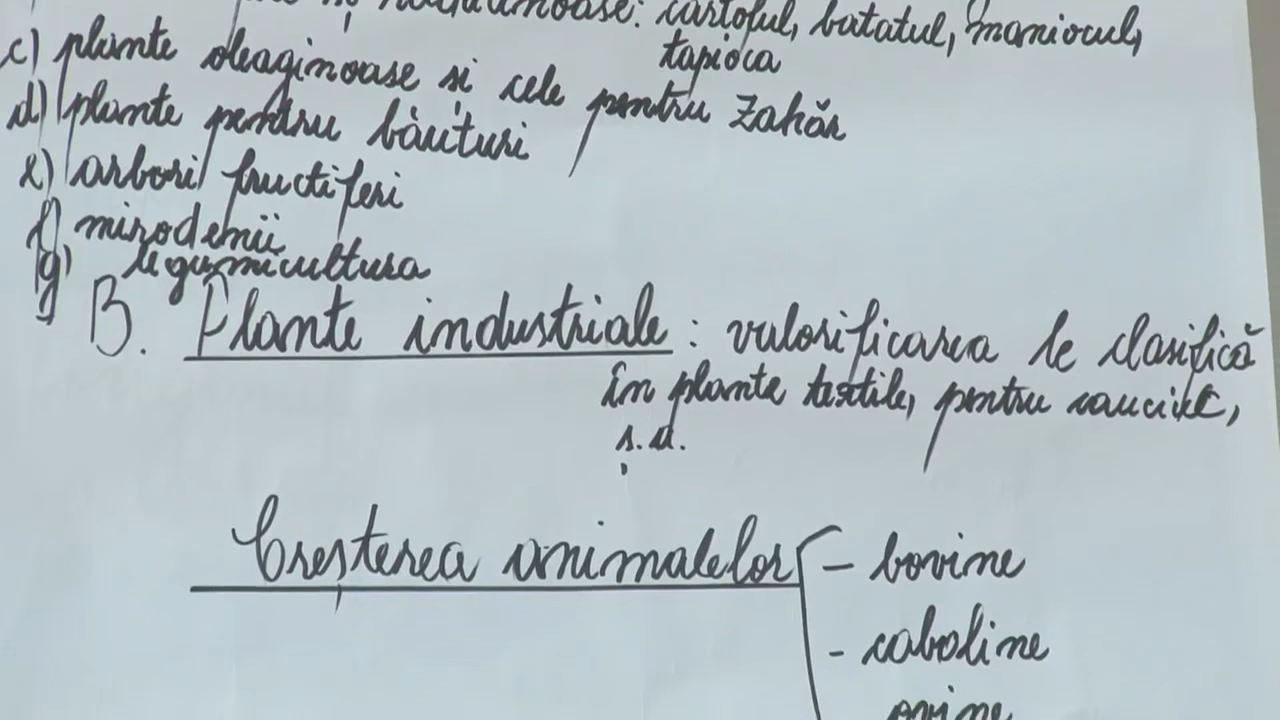 cartoful, batatul, maniocul,
tapioca
c) plante oleaginoase și cele pentru zahăr
d) plante pentru băuturi
e) arbori fructiferi
f) mirodenii
g) legumicultura
B. Plante industriale : valorificarea le clasifică
în plante textile, pentru cauciuc,
ș.a.
Creșterea animalelor - bovine
- cabaline
ovine